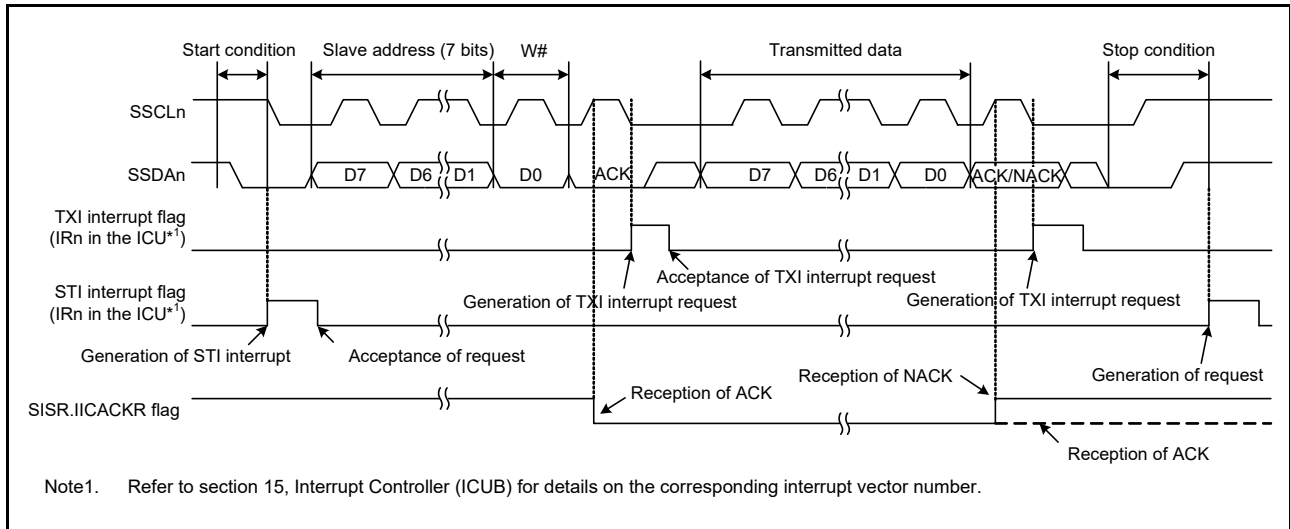 Start condition
Slave address (7 bits)
W#
Transmitted data
Stop condition
SSCLn
SSDAn
D7
D6
D1
D0
ACK
D7
D6
D1
D0
ACK/NACK
TXI interrupt flag
(IRn in the ICU*1)
Acceptance of TXI interrupt request
Generation of TXI interrupt request
Generation of TXI interrupt request
STI interrupt flag
(IRn in the ICU*1)
Generation of STI interrupt
Acceptance of request
Generation of request
SISR.IICACKR flag
Reception of ACK
Reception of NACK
Reception of ACK
Note1. Refer to section 15, Interrupt Controller (ICUB) for details on the corresponding interrupt vector number.